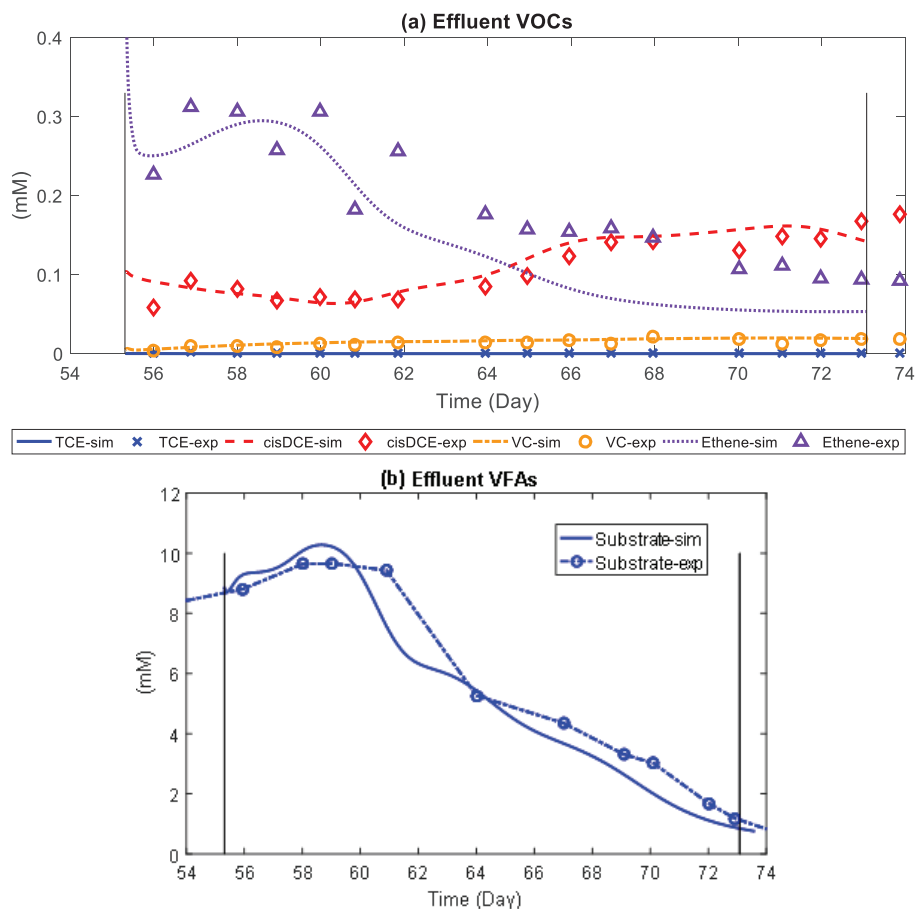 (a) Effluent VOCs
0.4
0.3
0.2
0.1
0
(mM)
54 56 58 60 62 64 66 68 70 72 74
Time (Day)
TCE-sim TCE-exp cisDCE-sim cisDCE-exp VC-sim VC-exp Ethene-sim Ethene-exp
(b) Effluent VFAs
12
10
8
6
4
2
0
(mM)
Substrate-sim
Substrate-exp
54 56 58 60 62 64 66 68 70 72 74
Time (Day)